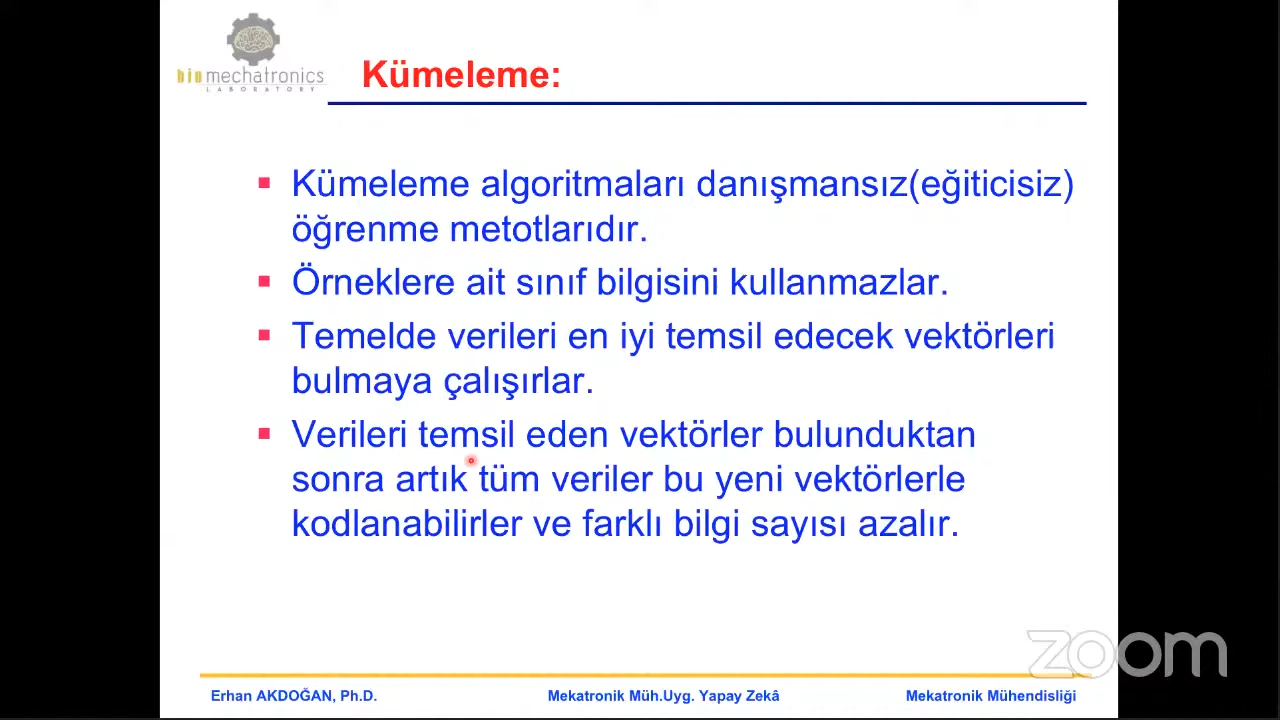 biomechatronics
LABORATORY
Kümeleme:
Kümeleme algoritmaları danışmansız(eğiticisiz)
öğrenme metotlarıdır.
Örneklere ait sınıf bilgisini kullanmazlar.
Temelde verileri en iyi temsil edecek vektörleri
bulmaya çalışırlar.
Verileri temsil eden vektörler bulunduktan
sonra artık tüm veriler bu yeni vektörlerle
kodlanabilirler ve farklı bilgi sayısı azalır.
zoom
Erhan AKDOĞAN, Ph.D. Mekatronik Müh.Uyg. Yapay Zekâ Mekatronik Mühendisliği